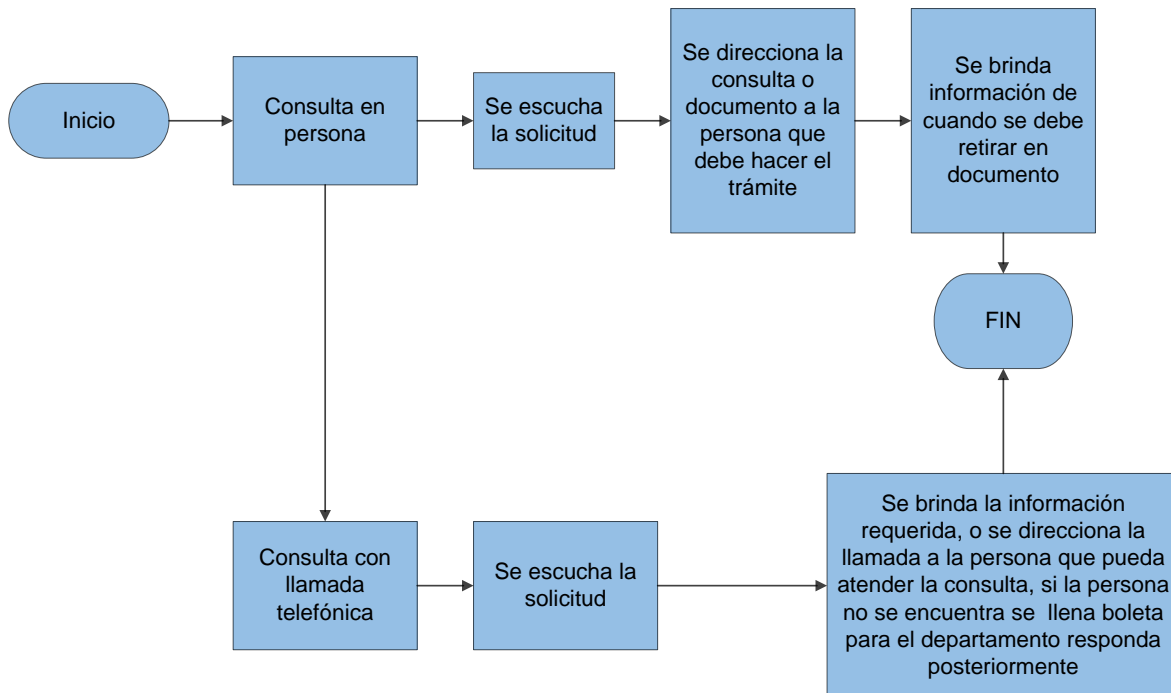 Inicio
Consulta en
persona
Se escucha
la solicitud
Se direciona la
consulta o
documento a la
persona que
debe hacer el
trámite
Se brinda
información de
cuando se debe
retirar en
documento
FIN
Consulta con
llamada
telefónica
Se escucha la
solicitud
Se brinda la información
requerida, o se direcciona la
llamada a la persona que pueda
atender la consulta, si la persona
no se encuentra se  llena boleta
para el departamento responda
posteriormente